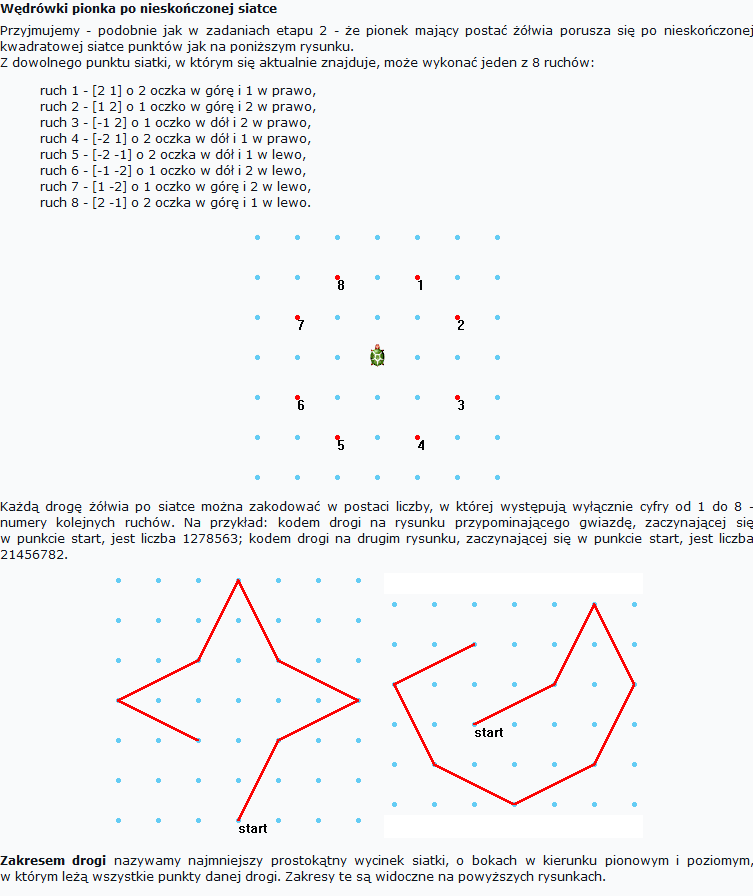 Wędrówki pionka po nieskończonej siatce
Przyjmujemy - podobnie jak w zadaniach etapu 2 - że pionek mający postać żółwia porusza się po nieskończonej
kwadratowej siatce punktów jak na poniższym rysunku.
Z dowolnego punktu siatki, w którym się aktualnie znajduje, może wykonać jeden z 8 ruchów:
ruch 1 - [2 1] o 2 oczka w górę i 1 w prawo,
ruch 2 - [1 2] o 1 oczko w górę i 2 w prawo,
ruch 3 - [-1 2] o 1 oczko w dół i 2 w prawo,
ruch 4 - [-2 1] o 2 oczka w dół i 1 w prawo,
ruch 5 - [-2 -1] o 2 oczka w dół i 1 w lewo,
ruch 6 - [-1 -2] o 1 oczko w dół i 2 w lewo,
ruch 7 - [1 -2] o 1 oczko w górę i 2 w lewo,
ruch 8 - [2 -1] o 2 oczka w górę i 1 w lewo.
8 1
7 2
6 3
5 4
Każdą drogę żółwia po siatce można zakodować w postaci liczby, w której występują wyłącznie cyfry od 1 do 8 -
numery kolejnych ruchów. Na przykład: kodem drogi na rysunku przypominającego gwiazdę, zaczynającej się
w punkcie start, jest liczba 1278563; kodem drogi na drugim rysunku, zaczynającej się w punkcie start, jest liczba
21456782.
start
start
Zakresem drogi nazywamy najmniejszy prostokątny wycinek siatki, o bokach w kierunku pionowym i poziomym,
w którym leżą wszystkie punkty danej drogi. Zakresy te są widoczne na powyższych rysunkach.